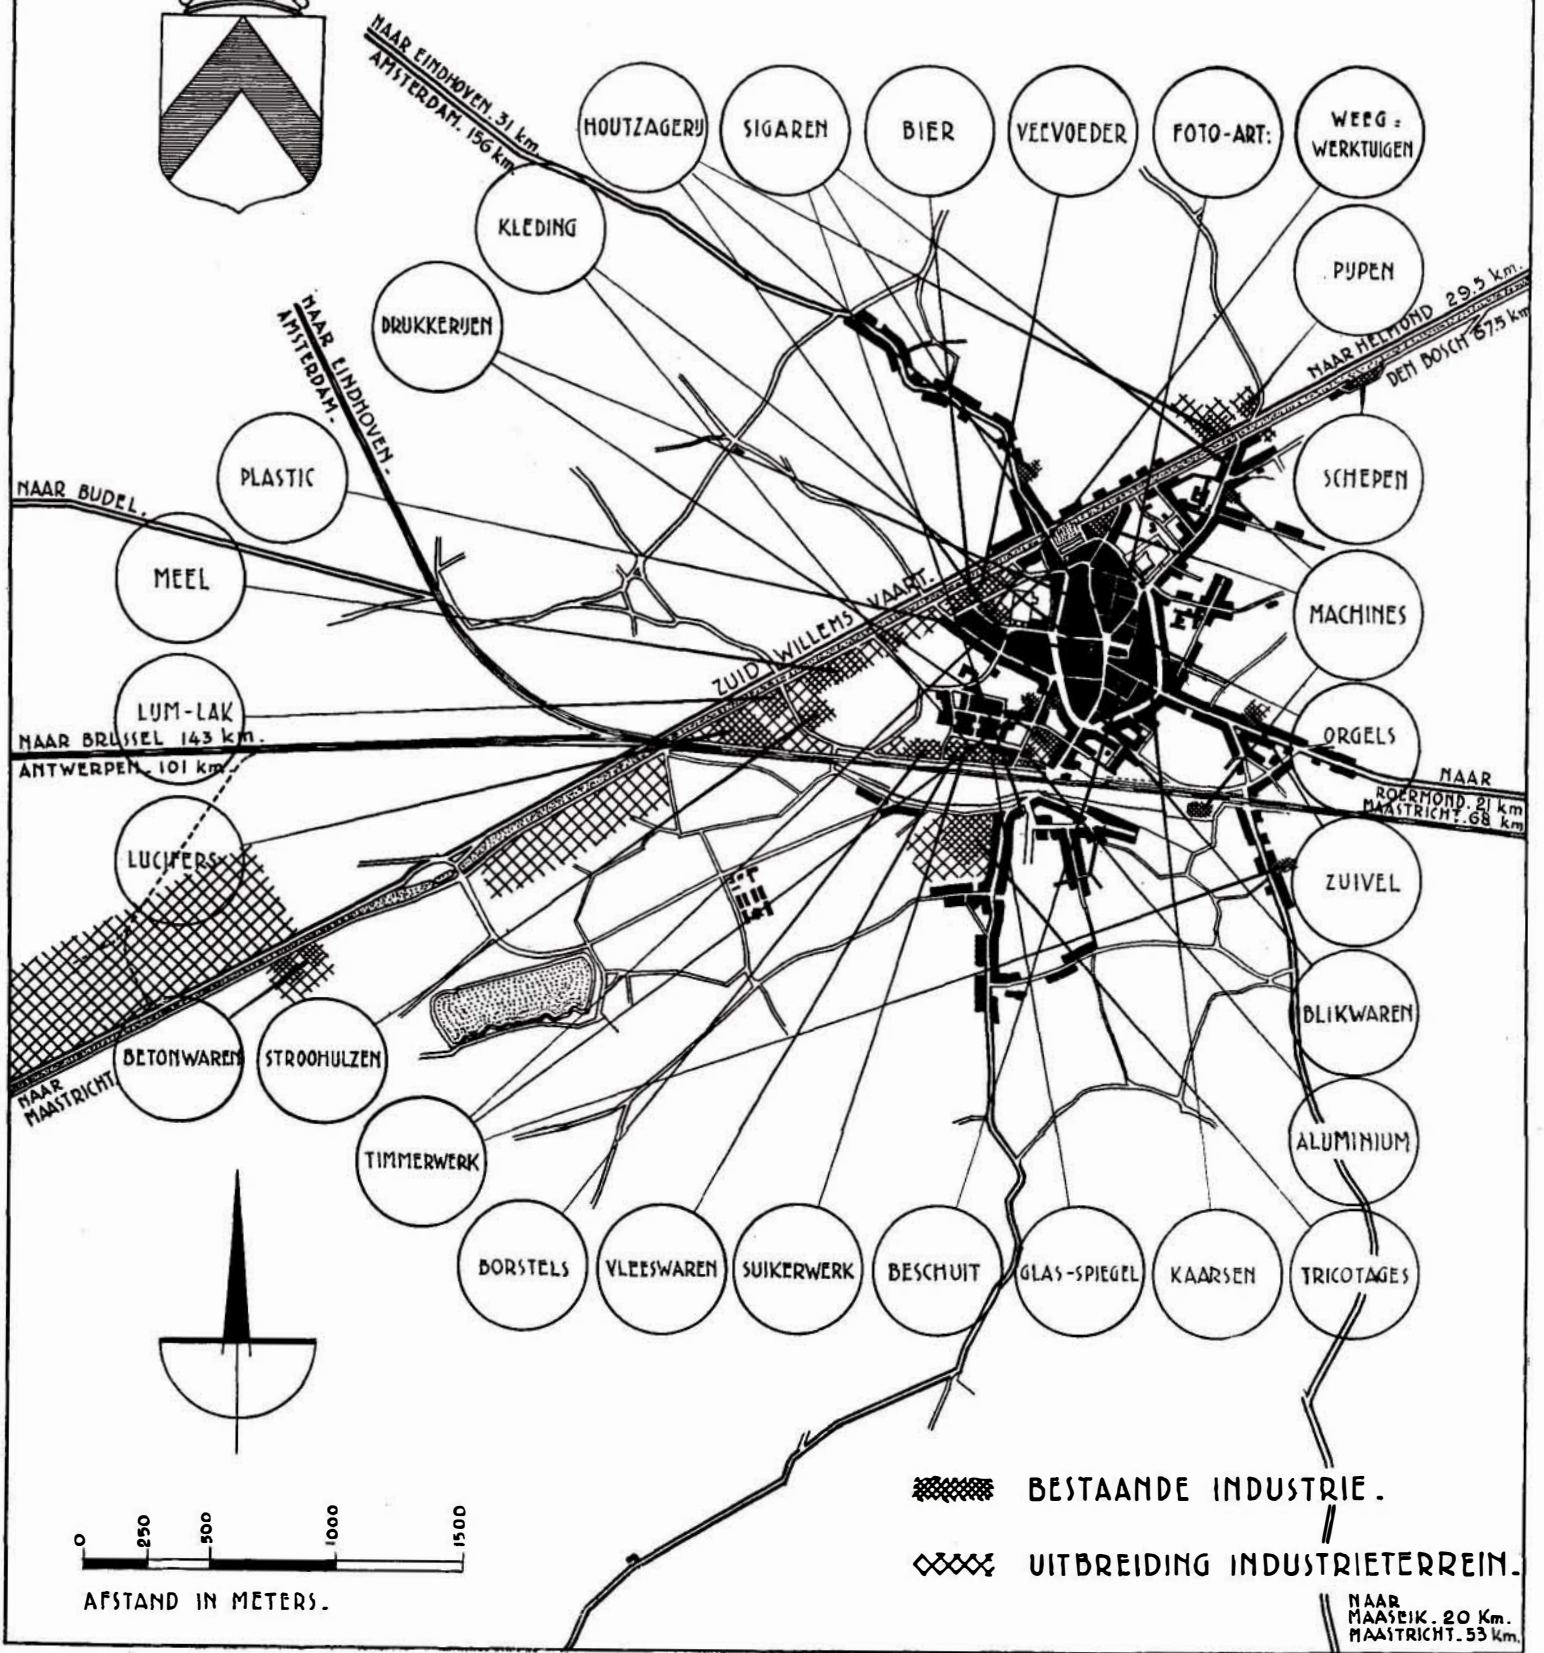 NAAR EINDHOVEN. 31 km.
AMSTERDAM. 156 km.
HOUTZAGERIJ
SIGAREN
BIER
VEEVOEDER
FOTO-ART:
WEEG=
WERKTUIGEN
KLEDING
PIJPEN
DRUKKERIJEN
NAAR HELMOND 29.5 km.
DEN BOSCH 67.5 km
NAAR EINDHOVEN.
AMSTERDAM.
PLASTIC
SCHEPEN
NAAR BUDEL.
MEEL
MACHINES
ZUID WILLEMS VAART.
LIJM-LAK
NAAR BRUSSEL 143 km.
ANTWERPEN. 101 km.
ORGELS
NAAR
ROERMOND. 21 km
MAASTRICHT. 68 km
LUCIFERS
ZUIVEL
BLIKWAREN
BETONWAREN
STROOHULZEN
NAAR
MAASTRICHT.
TIMMERWERK
ALUMINIUM
BORSTELS
VLEESWAREN
SUIKERWERK
BESCHUIT
GLAS-SPIEGEL
KAARSEN
TRICOTAGES
BESTAANDE INDUSTRIE.
UITBREIDING INDUSTRIETERREIN.
0 250 500 1000 1500
AFSTAND IN METERS.
NAAR
MAASEIK. 20 Km.
MAASTRICHT. 53 km.